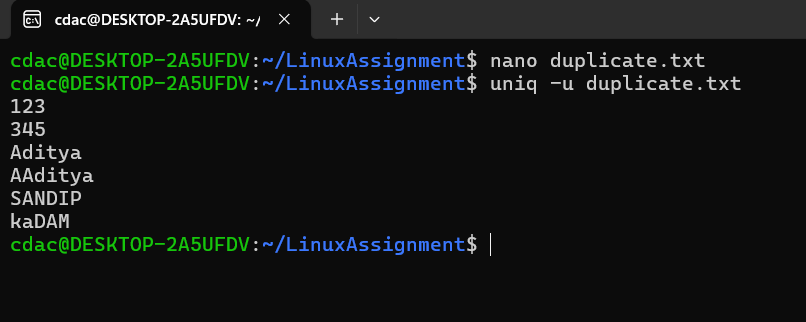 cdac@DESKTOP-2A5UFDV: ~/
cdac@DESKTOP-2A5UFDV:~/LinuxAssignment$ nano duplicate.txt
cdac@DESKTOP-2A5UFDV:~/LinuxAssignment$ uniq -u duplicate.txt
123
345
Aditya
AAditya
SANDIP
kaDAM
cdac@DESKTOP-2A5UFDV:~/LinuxAssignment$